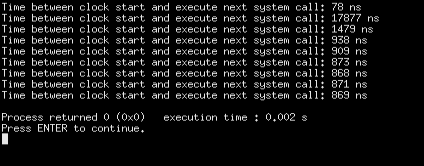 Time between clock start and execute next system call: 78 ns
Time between clock start and execute next system call: 17877 ns
Time between clock start and execute next system call: 1479 ns
Time between clock start and execute next system call: 938 ns
Time between clock start and execute next system call: 909 ns
Time between clock start and execute next system call: 873 ns
Time between clock start and execute next system call: 868 ns
Time between clock start and execute next system call: 871 ns
Time between clock start and execute next system call: 869 ns
Process returned 0 (0x0)   execution time : 0.002 s
Press ENTER to continue.